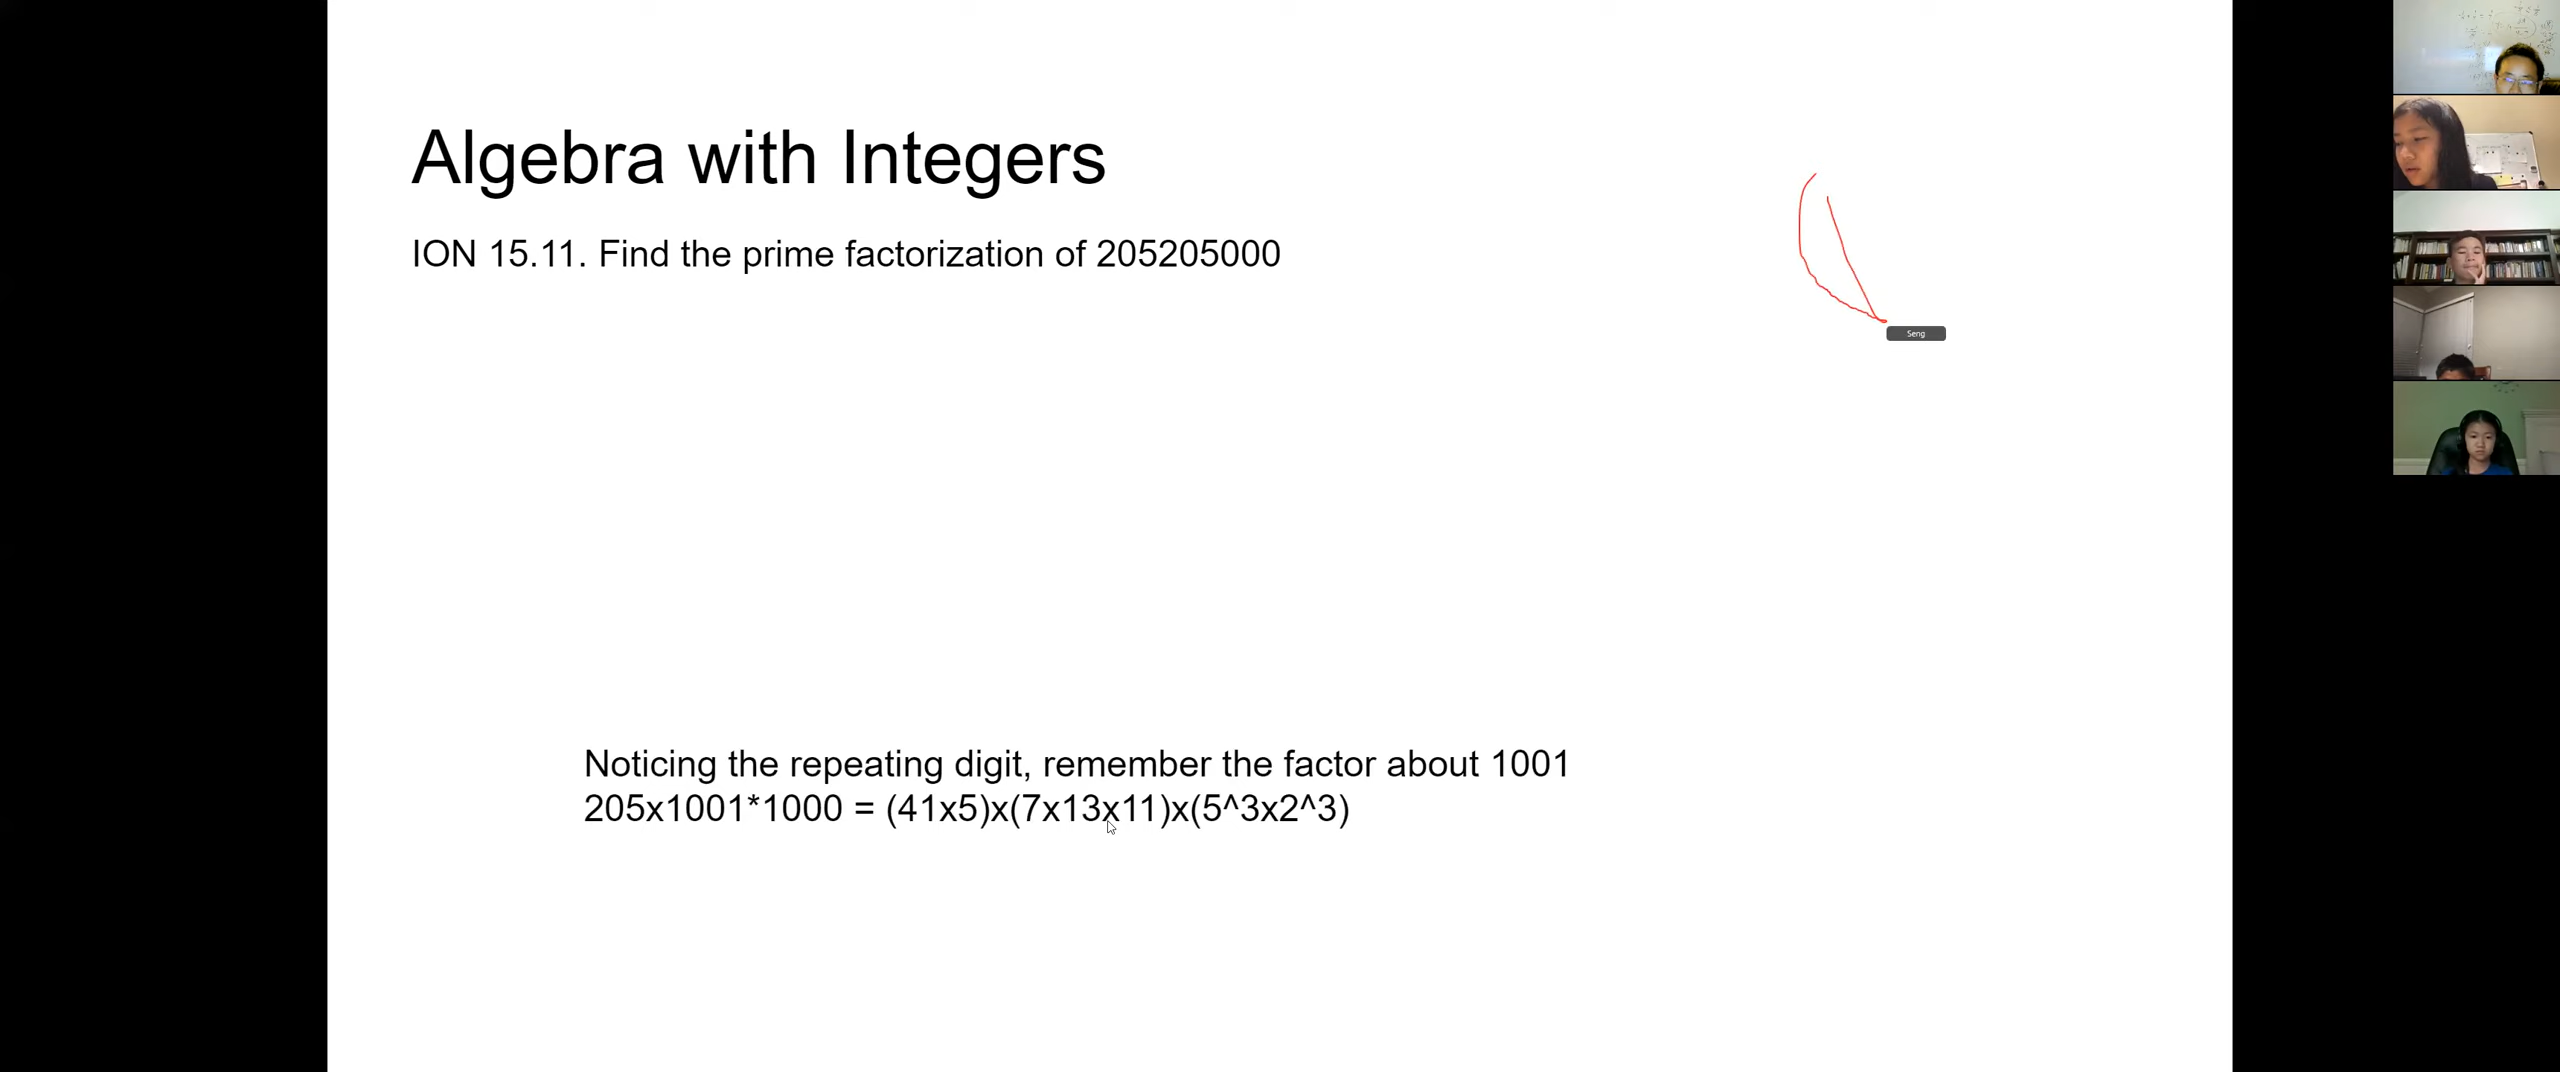 Algebra with Integers
ION 15.11. Find the prime factorization of 205205000
Seng
Noticing the repeating digit, remember the factor about 1001
205x1001*1000 = (41x5)x(7x13x11)x(5^3x2^3)